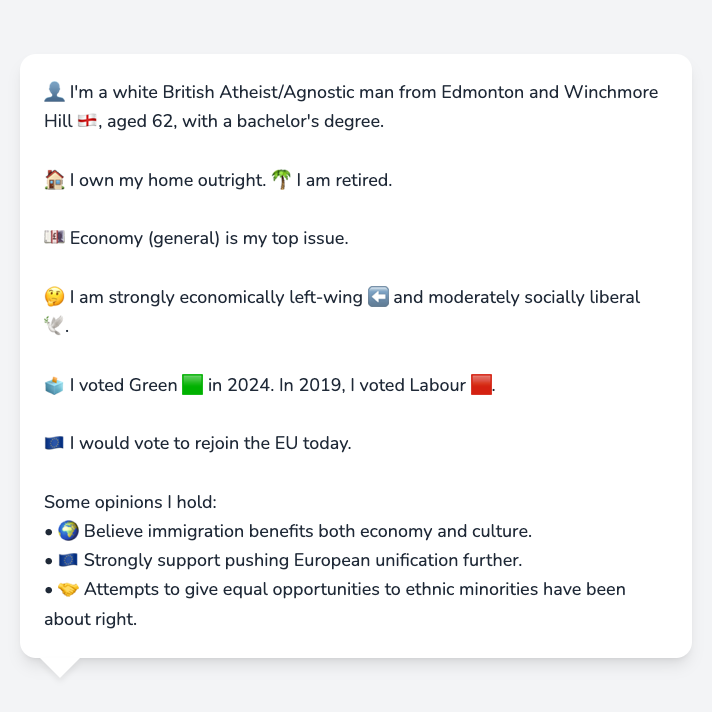 👤 I'm a white British Atheist/Agnostic man from Edmonton and Winchmore
Hill 🏴󠁧󠁢󠁥󠁮󠁧󠁿, aged 62, with a bachelor's degree.
🏠 I own my home outright. 🌴 I am retired.
💷 Economy (general) is my top issue.
🤔 I am strongly economically left-wing ⬅️ and moderately socially liberal
🕊️.
🗳️ I voted Green 🟩 in 2024. In 2019, I voted Labour 🟥.
🇪🇺 I would vote to rejoin the EU today.
Some opinions I hold:
• 🌍 Believe immigration benefits both economy and culture.
• 🇪🇺 Strongly support pushing European unification further.
• 🤝 Attempts to give equal opportunities to ethnic minorities have been
about right.